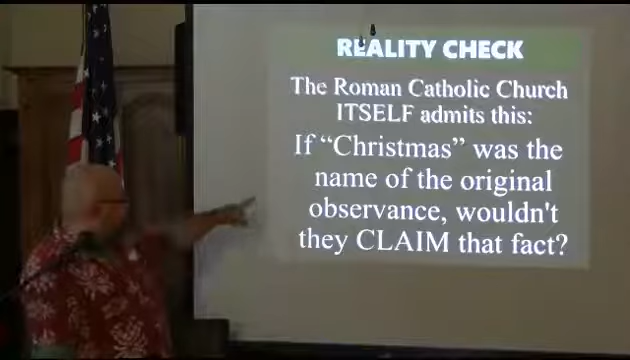 REALITY CHECK
The Roman Catholic Church
ITSELF admits this:
If “Christmas” was the
name of the original
observance, wouldn't
they CLAIM that fact?